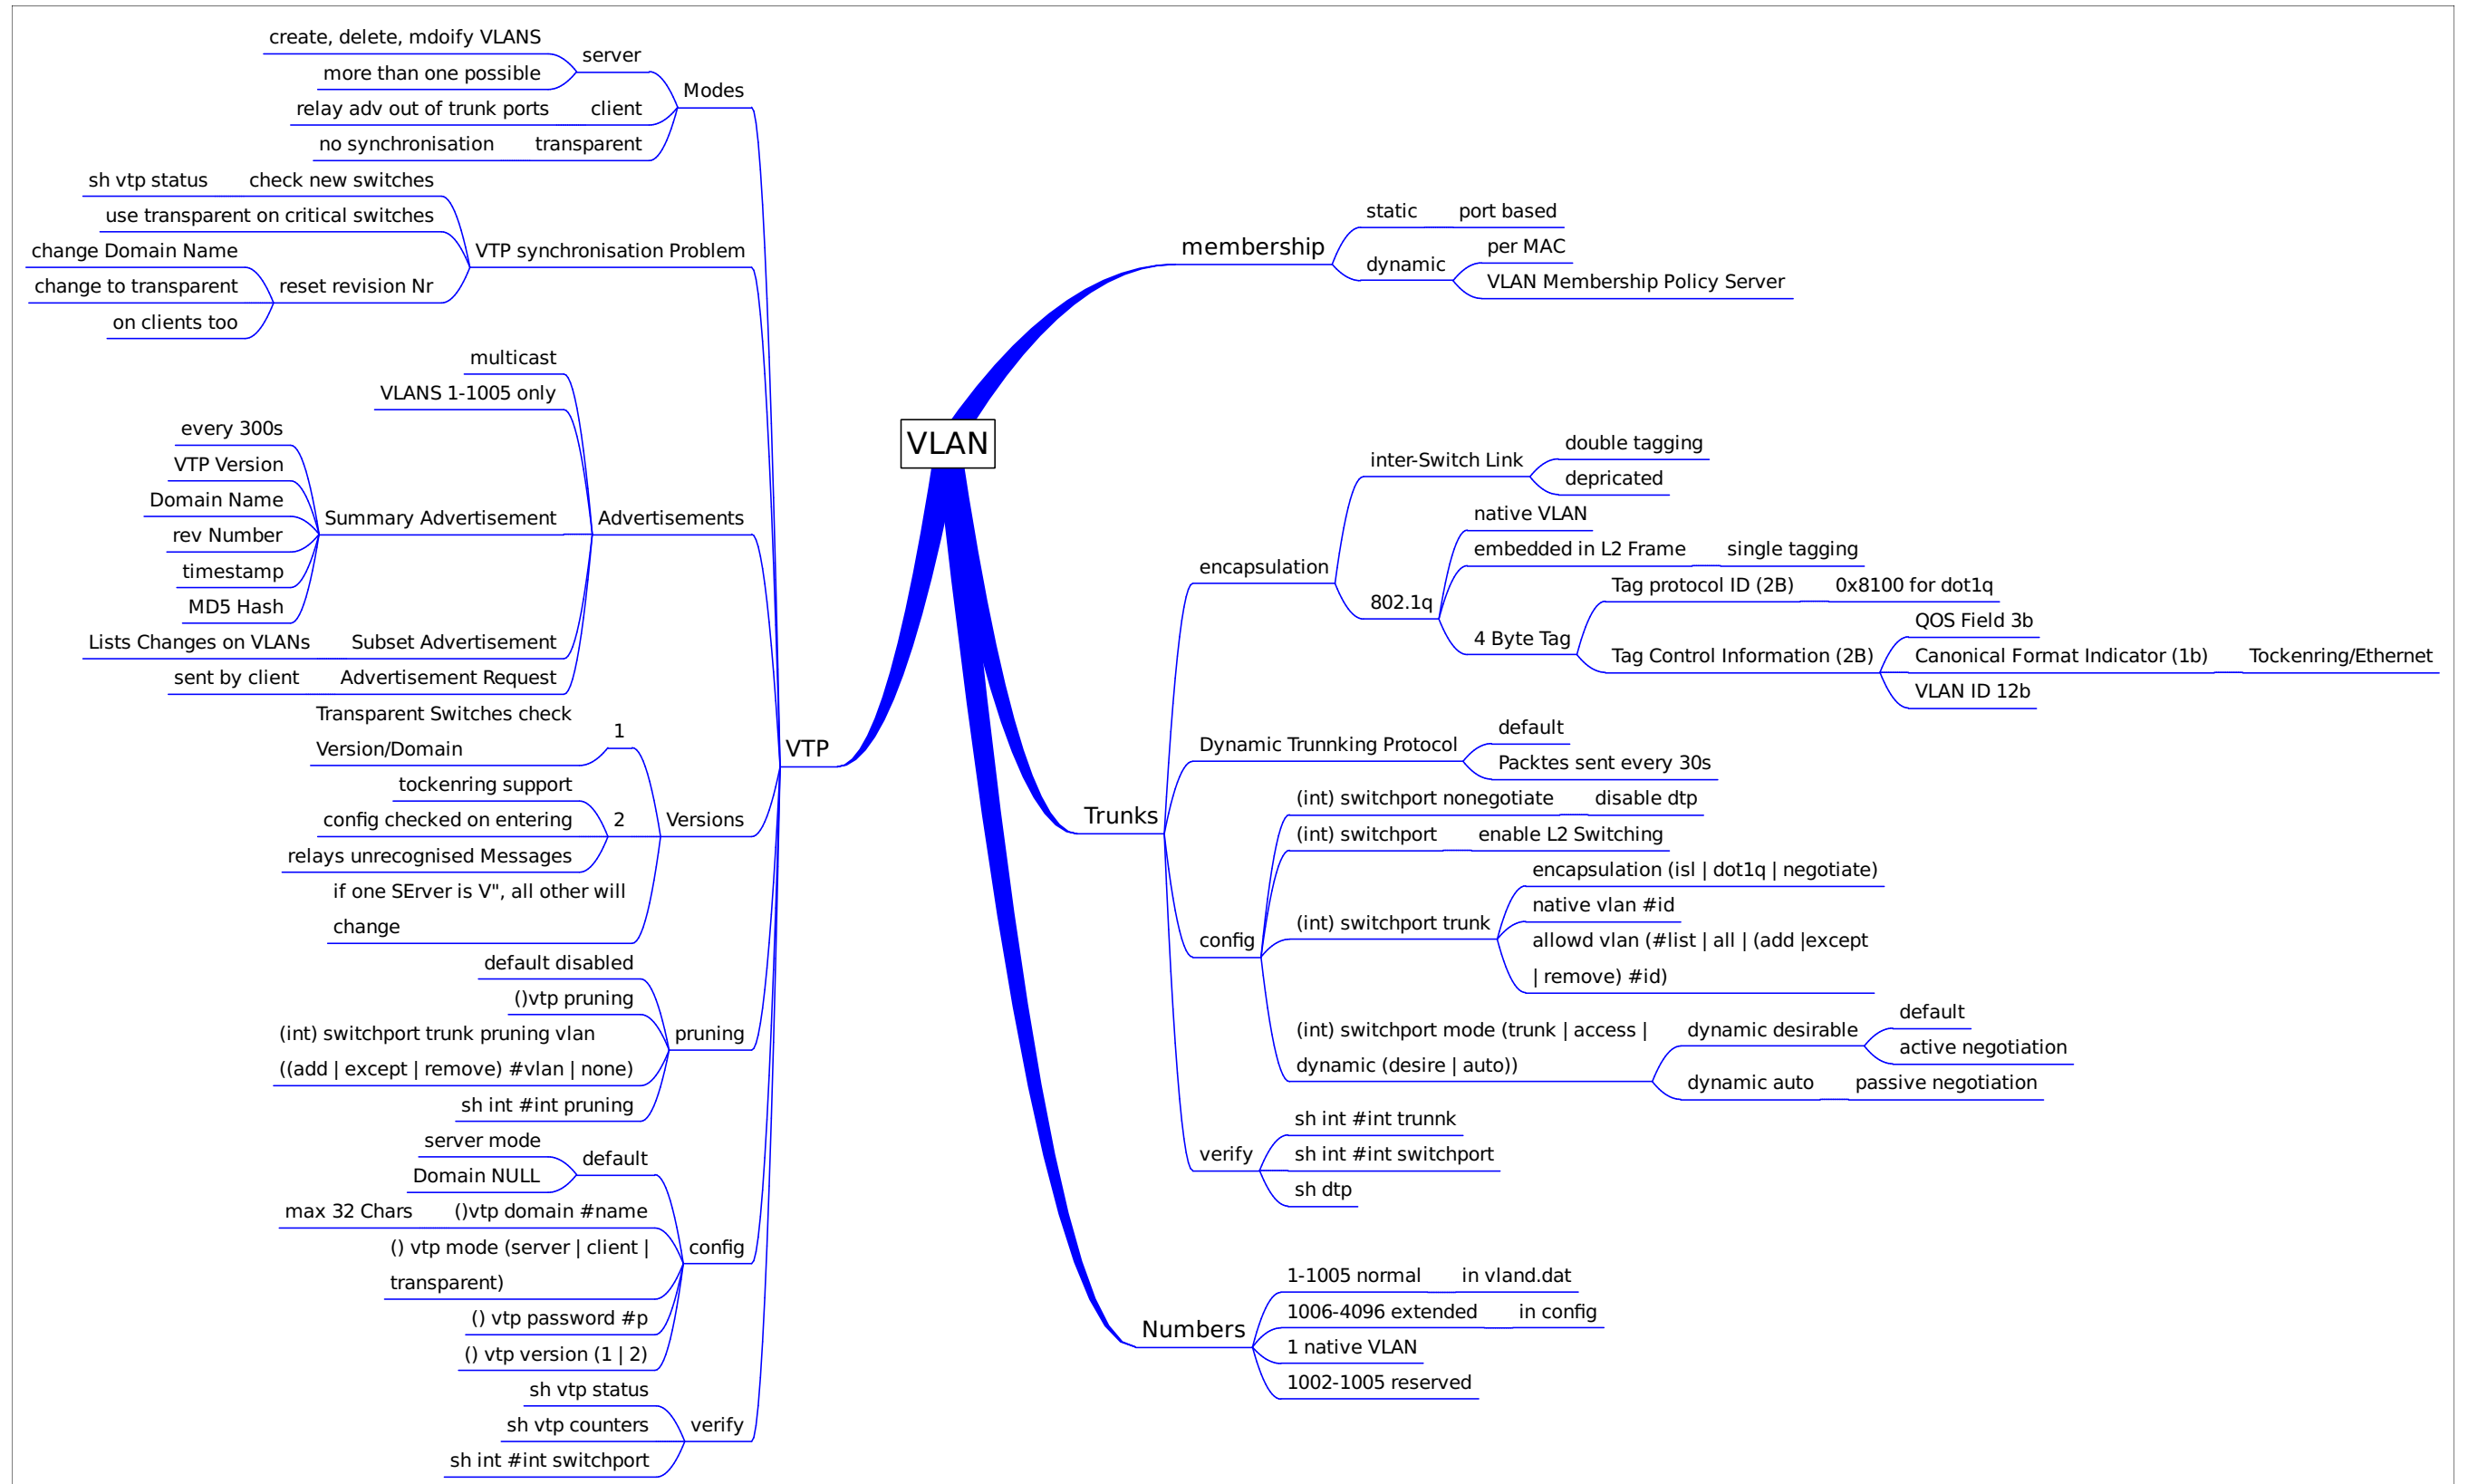 VLAN
membership
static
port based
dynamic
per MAC
VLAN Membership Policy Server
Trunks
encapsulation
inter-Switch Link
double tagging
depricated
802.1q
native VLAN
embedded in L2 Frame
single tagging
4 Byte Tag
Tag protocol ID (2B)
0x8100 for dot1q
Tag Control Information (2B)
QOS Field 3b
Canonical Format Indicator (1b)
Tockenring/Ethernet
VLAN ID 12b
Dynamic Trunnking Protocol
default
Packtes sent every 30s
config
(int) switchport nonegotiate
disable dtp
(int) switchport
enable L2 Switching
(int) switchport trunk
encapsulation (isl | dot1q | negotiate)
native vlan #id
allowd vlan (#list | all | (add |except
| remove) #id)
(int) switchport mode (trunk | access |
dynamic (desire | auto))
dynamic desirable
default
active negotiation
dynamic auto
passive negotiation
verify
sh int #int trunnk
sh int #int switchport
sh dtp
Numbers
1-1005 normal
in vland.dat
1006-4096 extended
in config
1 native VLAN
1002-1005 reserved
VTP
Modes
server
create, delete, mdoify VLANS
more than one possible
client
relay adv out of trunk ports
transparent
no synchronisation
VTP synchronisation Problem
check new switches
sh vtp status
use transparent on critical switches
reset revision Nr
change Domain Name
change to transparent
on clients too
Advertisements
multicast
VLANS 1-1005 only
Summary Advertisement
every 300s
VTP Version
Domain Name
rev Number
timestamp
MD5 Hash
Subset Advertisement
Lists Changes on VLANs
Advertisement Request
sent by client
Versions
1
Transparent Switches check
Version/Domain
2
tockenring support
config checked on entering
relays unrecognised Messages
if one SErver is V", all other will
change
pruning
default disabled
()vtp pruning
(int) switchport trunk pruning vlan
((add | except | remove) #vlan | none)
sh int #int pruning
config
default
server mode
Domain NULL
()vtp domain #name
max 32 Chars
() vtp mode (server | client |
transparent)
() vtp password #p
() vtp version (1 | 2)
verify
sh vtp status
sh vtp counters
sh int #int switchport